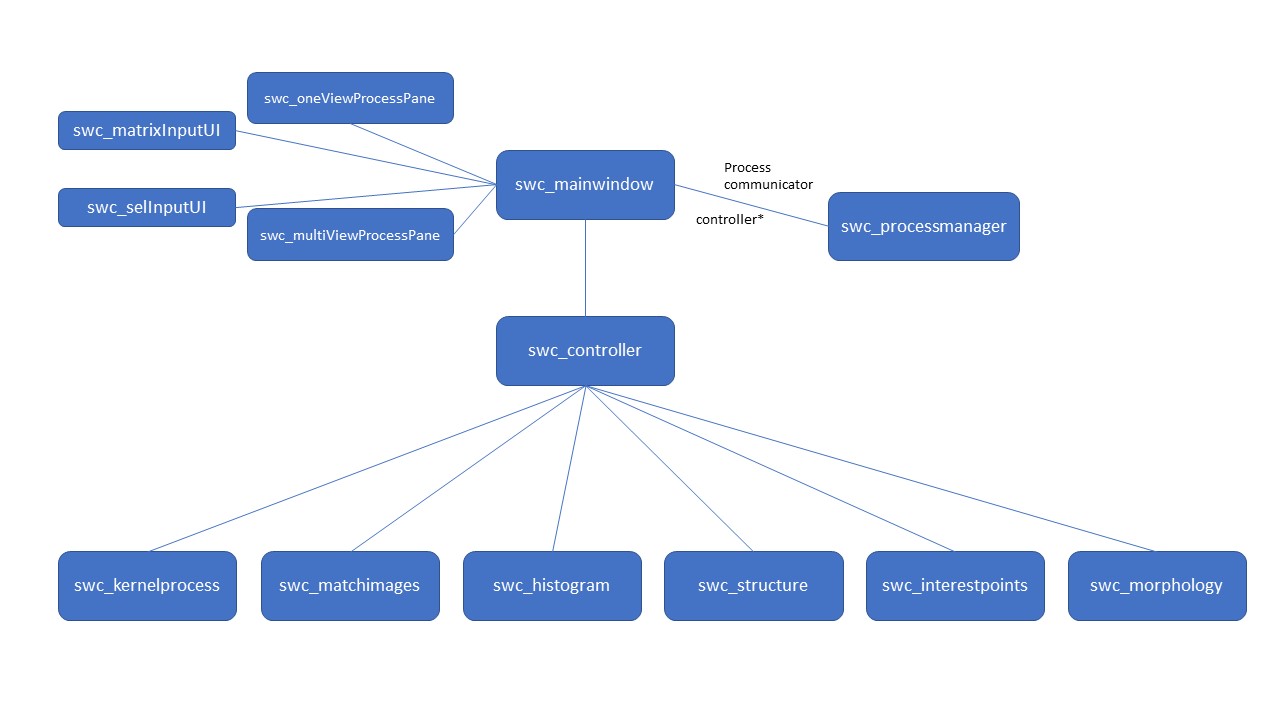 swc_oneViewProcessPane
swc_matrixInputUI
swc_selInputUI
swc_multiViewProcessPane
swc_mainwindow
Process
communicator
controller*
swc_processmanager
swc_controller
swc_kernelprocess
swc_matchimages
swc_histogram
swc_structure
swc_interestpoints
swc_morphology